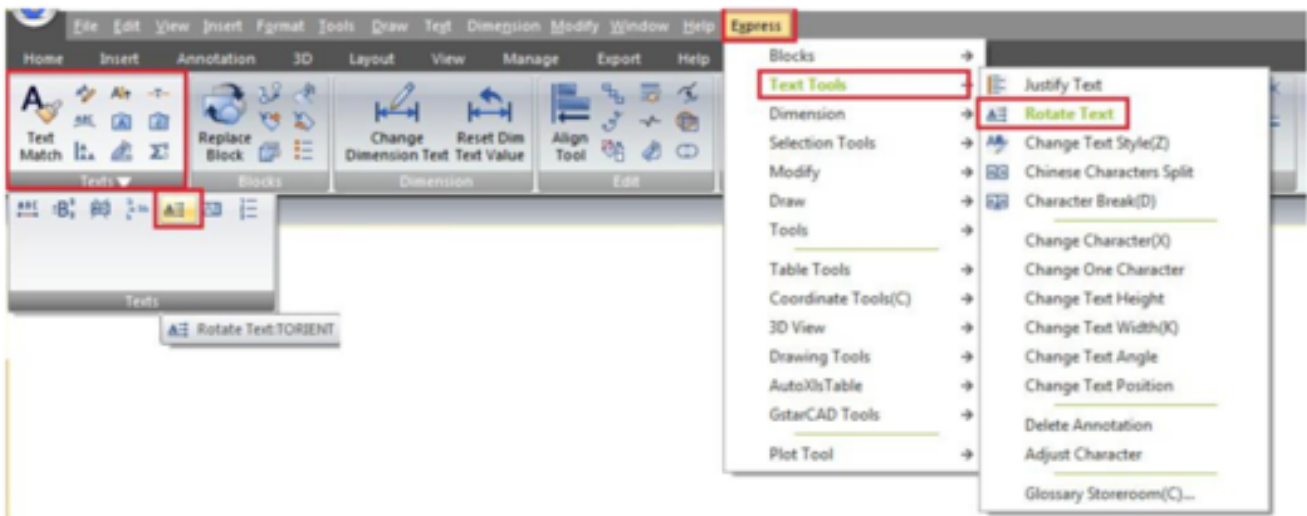 File Edit View Insert Format Tools Draw Text Dimension Modify Window Help Express
Home Insert Annotation 3D Layout View Manage Export Help
Text Match
Replace Block
Change Dimension Text
Reset Dim Text Value
Align Tool
Texts
Blocks
Dimension
Edit
Texts
Rotate Text:TORIENT
Blocks
Text Tools
Dimension
Selection Tools
Modify
Draw
Tools
Table Tools
Coordinate Tools(C)
3D View
Drawing Tools
AutoXlsTable
GstarCAD Tools
Plot Tool
Justify Text
Rotate Text
Change Text Style(Z)
Chinese Characters Split
Character Break(D)
Change Character(X)
Change One Character
Change Text Height
Change Text Width(K)
Change Text Angle
Change Text Position
Delete Annotation
Adjust Character
Glossary Storeroom(C)...